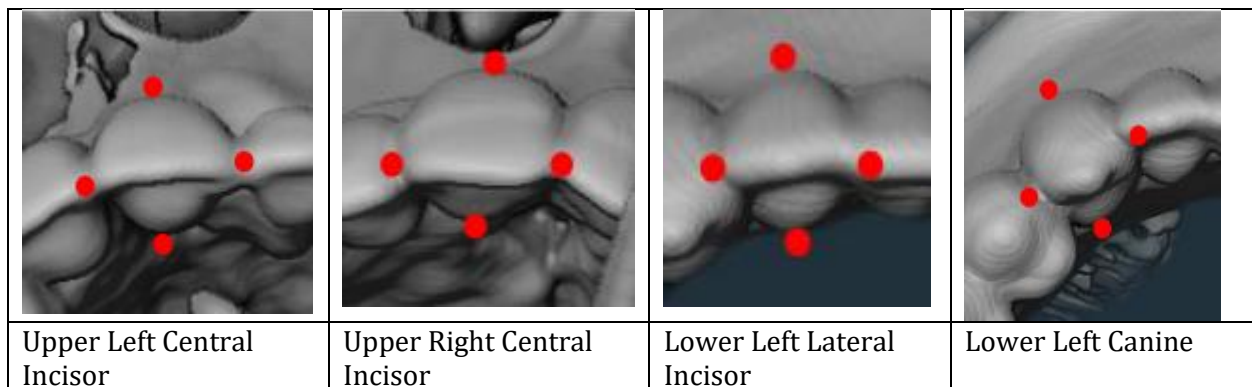 Upper Left Central
Incisor
Upper Right Central
Incisor
Lower Left Lateral
Incisor
Lower Left Canine